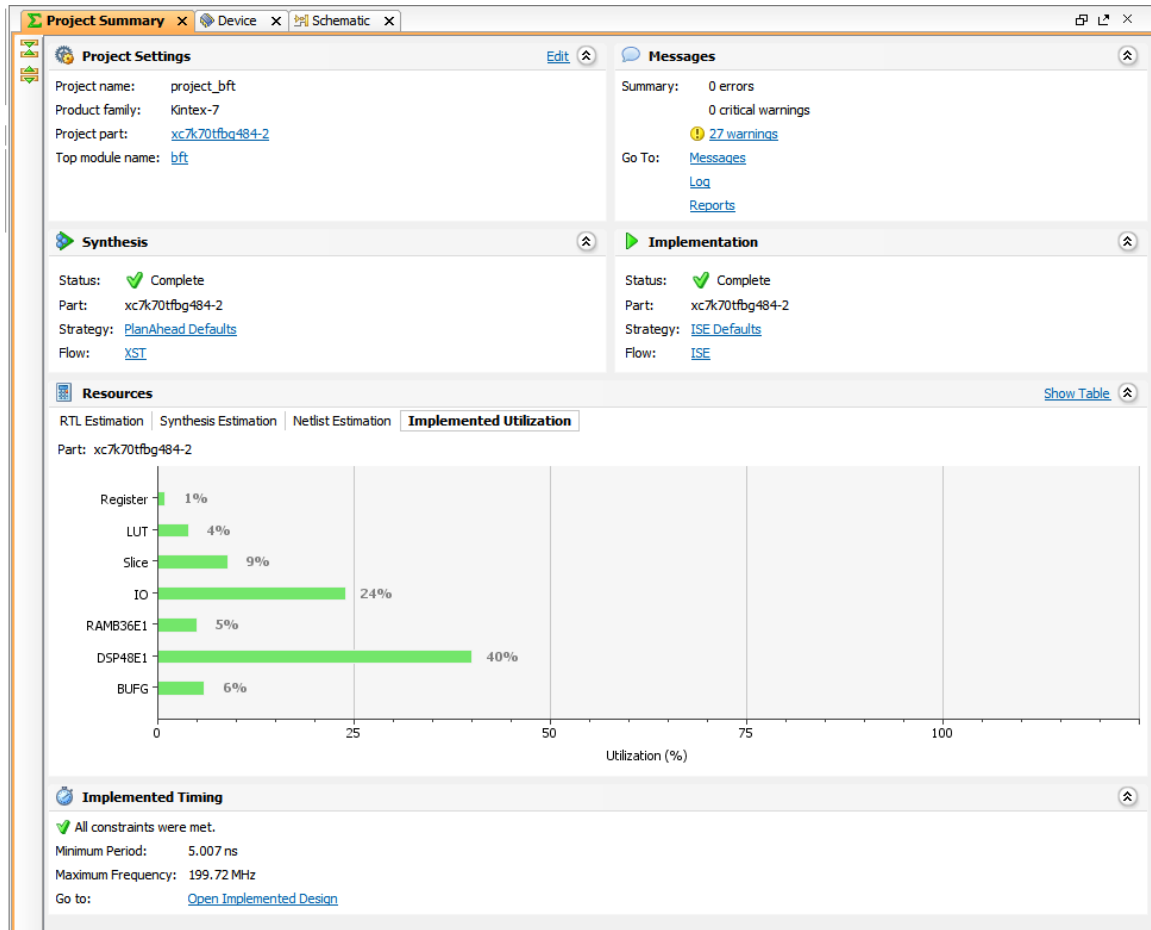 Project Summary
Device
Schematic
Project Settings
Edit
Project name: project_bft
Product family: Kintex-7
Project part: xc7k70tfbg484-2
Top module name: bft
Messages
Summary: 0 errors
0 critical warnings
27 warnings
Go To: Messages
Log
Reports
Synthesis
Status: Complete
Part: xc7k70tfbg484-2
Strategy: PlanAhead Defaults
Flow: XST
Implementation
Status: Complete
Part: xc7k70tfbg484-2
Strategy: ISE Defaults
Flow: ISE
Resources
Show Table
RTL Estimation Synthesis Estimation Netlist Estimation Implemented Utilization
Part: xc7k70tfbg484-2
Register 1%
LUT 4%
Slice 9%
IO 24%
RAMB36E1 5%
DSP48E1 40%
BUFG 6%
0 25 50 75 100
Utilization (%)
Implemented Timing
All constraints were met.
Minimum Period: 5.007 ns
Maximum Frequency: 199.72 MHz
Go to: Open Implemented Design